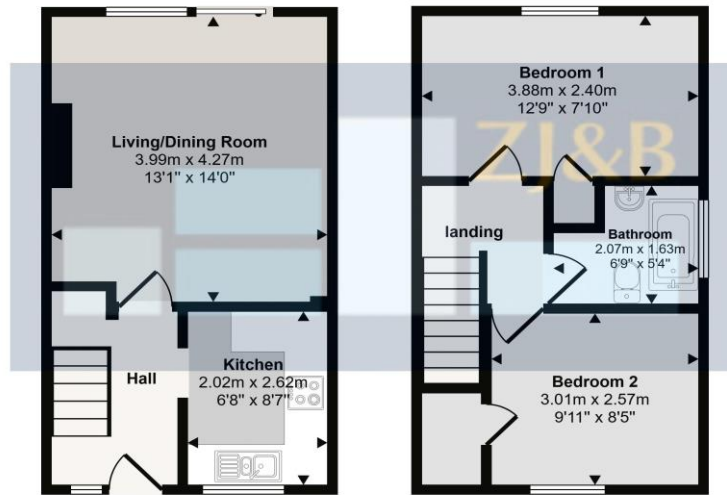 Living/Dining Room
3.99m x 4.27m
13'1" x 14'0"
Hall
Kitchen
2.02m x 2.62m
6'8" x 8'7"
Bedroom 1
3.88m x 2.40m
12'9" x 7'10"
ZJ&B
landing
Bathroom
2.07m x 1.63m
6'9" x 5'4"
Bedroom 2
3.01m x 2.57m
9'11" x 8'5"